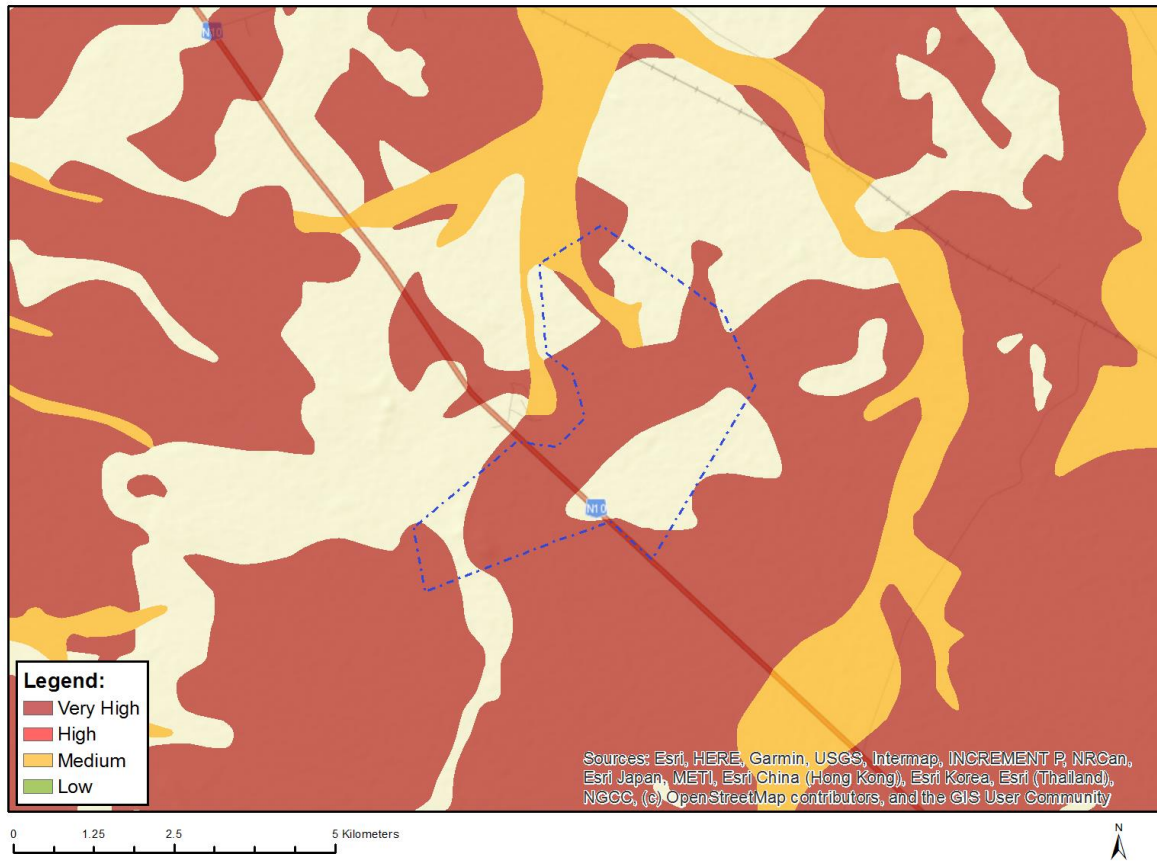 N10
N10
Legend:
Very High
High
Medium
Low
Sources: Esri, HERE, Garmin, USGS, Intermap, INCREMENT P, NRCan,
Esri Japan, METI, Esri China (Hong Kong), Esri Korea, Esri (Thailand),
NGCC, (c) OpenStreetMap contributors, and the GIS User Community
0 1.25 2.5 5 Kilometers
N